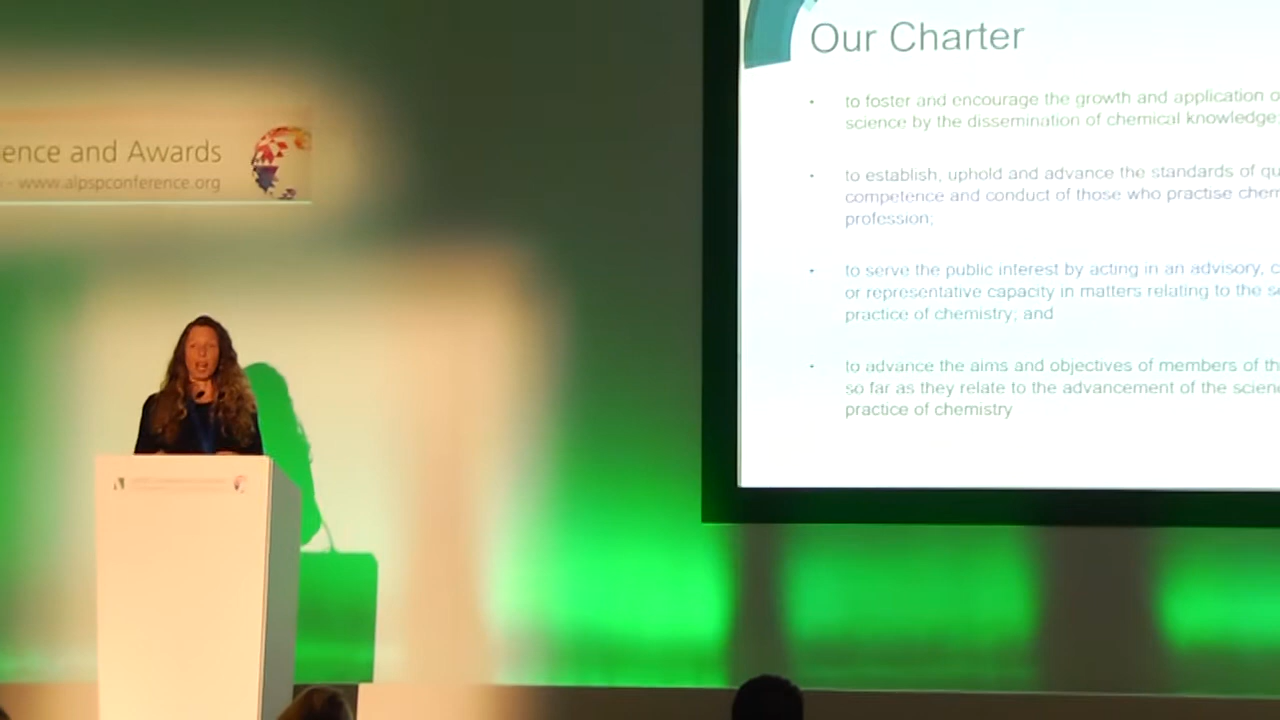 ence and Awards
- www.alpspconference.org
Our Charter
to foster and encourage the growth and application o
science by the dissemination of chemical knowledge;
to establish, uphold and advance the standards of qu
competence and conduct of those who practise chem
profession;
to serve the public interest by acting in an advisory, c
or representative capacity in matters relating to the s
practice of chemistry; and
to advance the aims and objectives of members of th
so far as they relate to the advancement of the scien
practice of chemistry